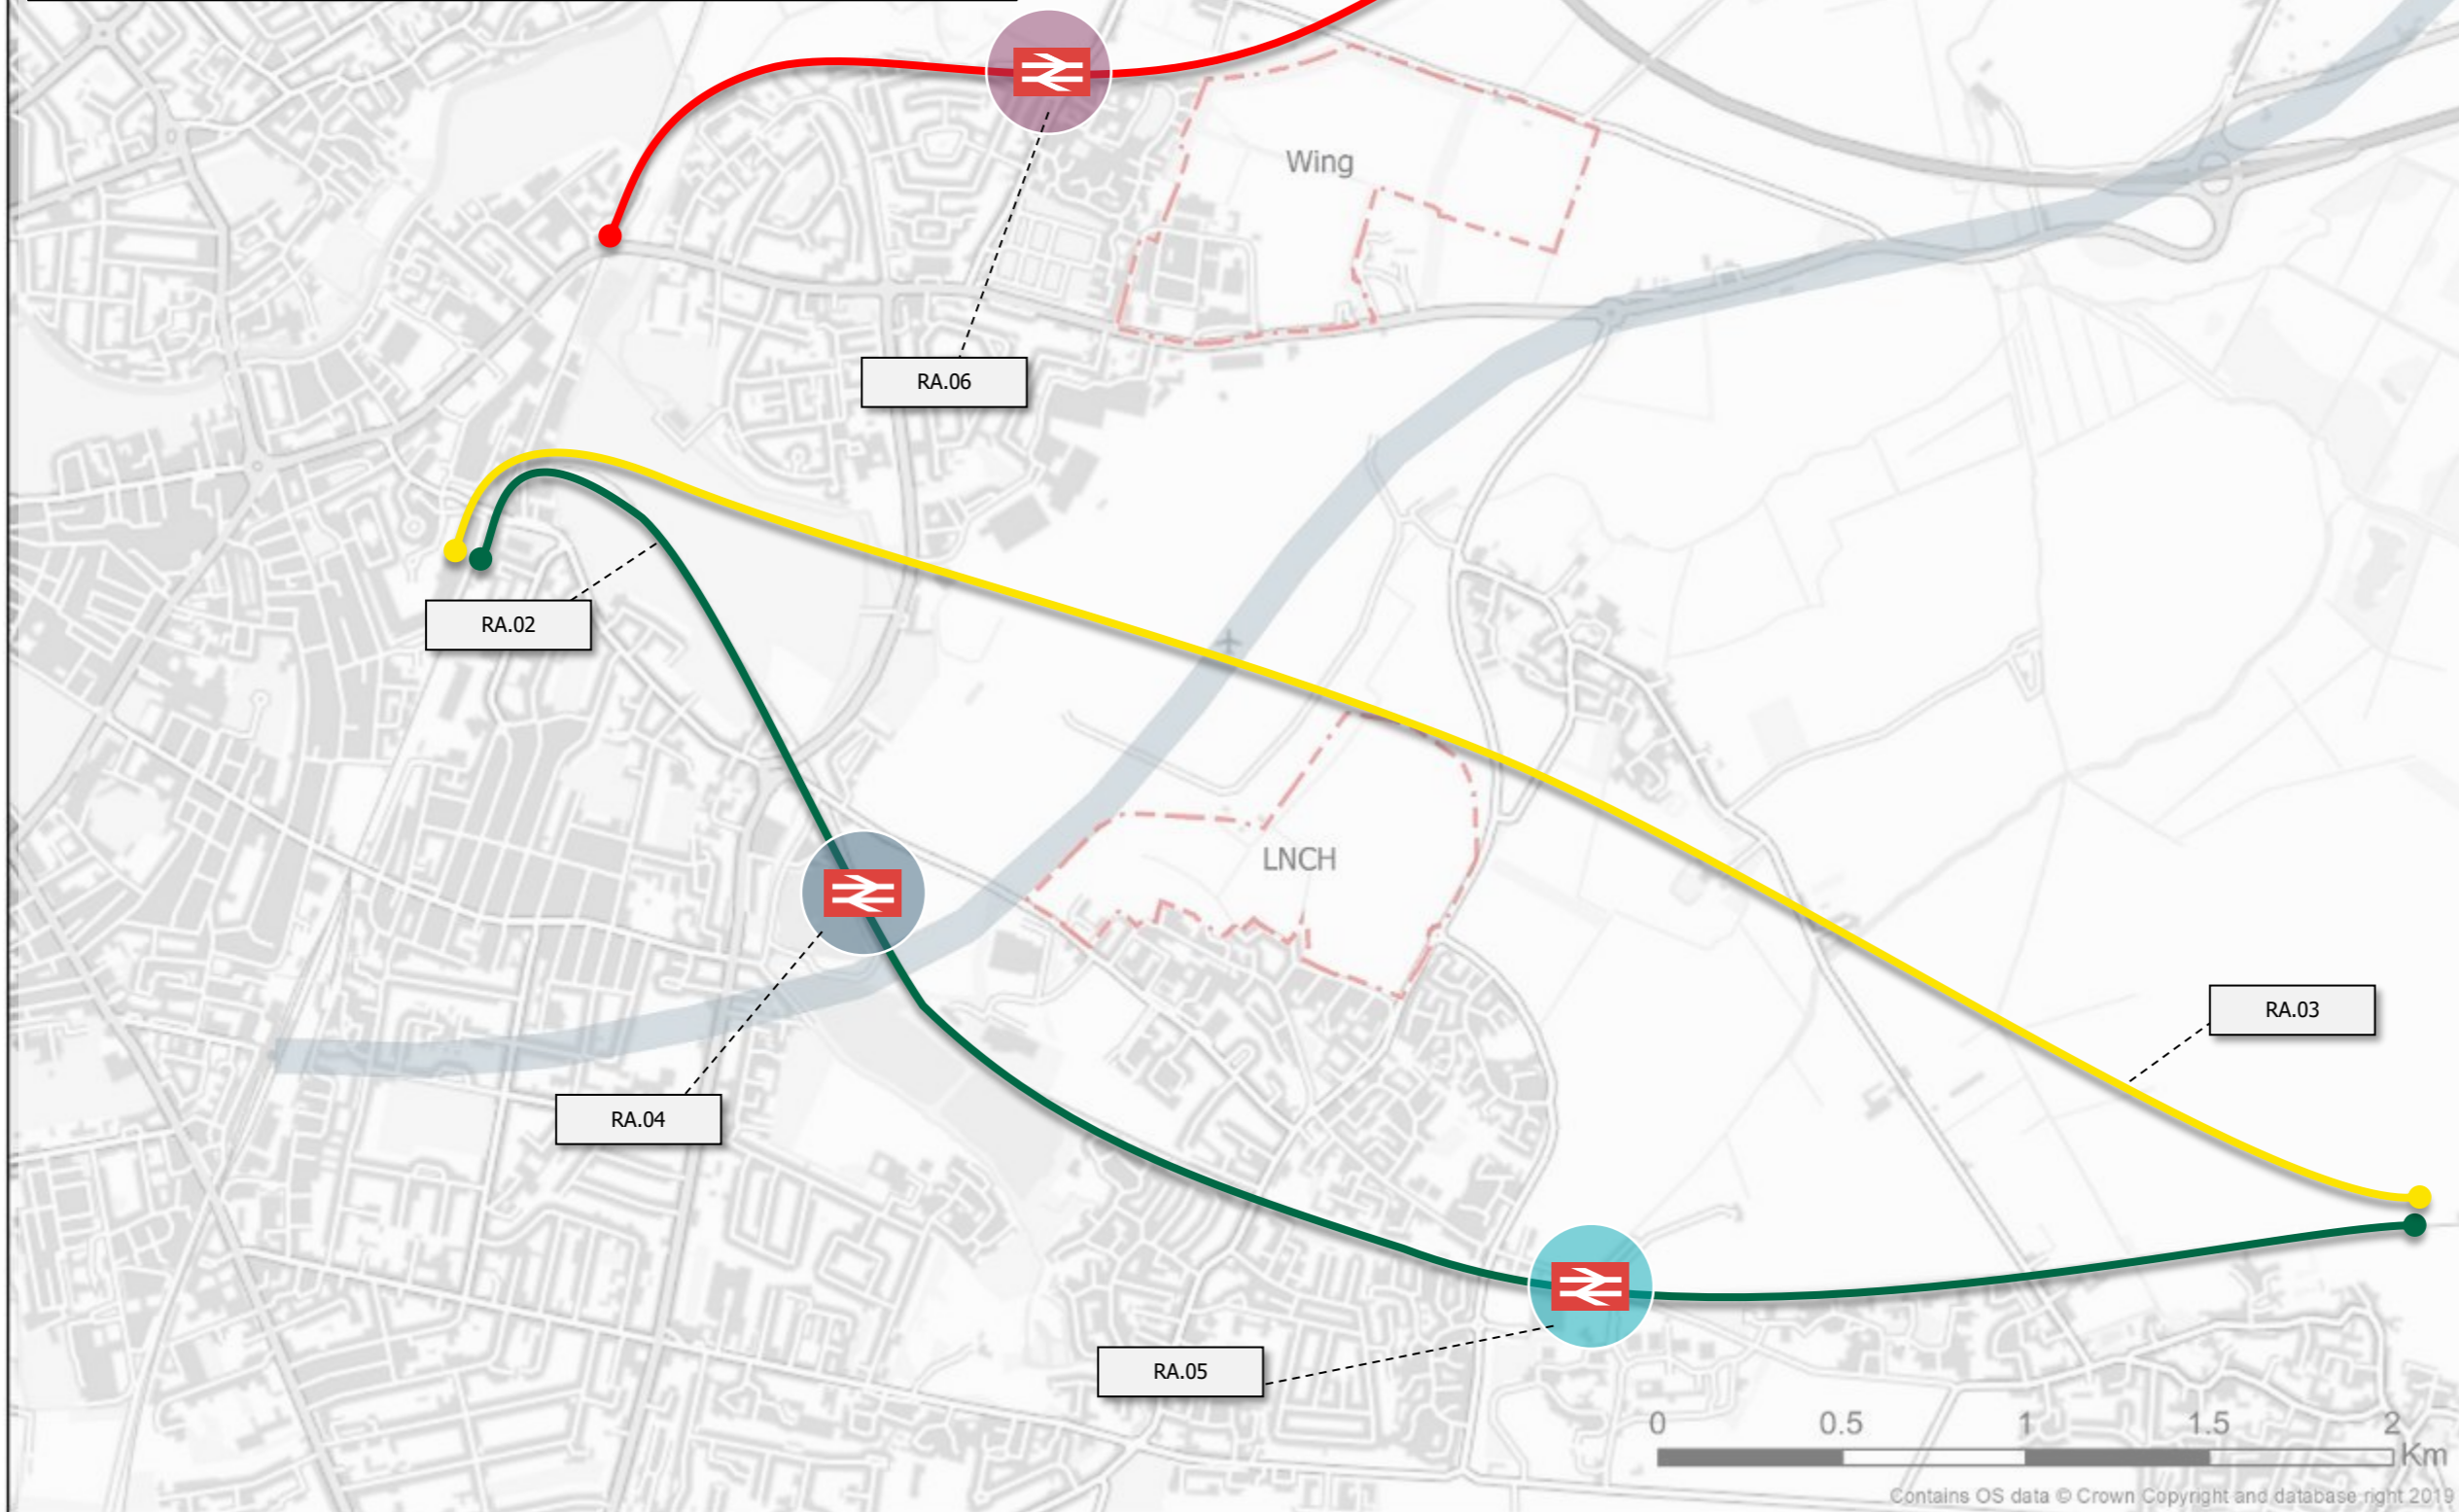 Wing
RA.06
RA.02
LNCH
RA.03
RA.04
RA.05
0 0.5 1 1.5 2
Km
Contains OS data © Crown Copyright and database right 2019